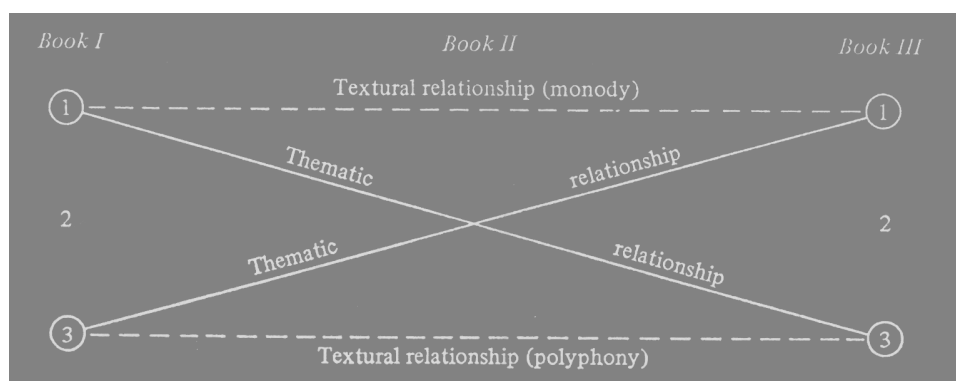 Book I Book II Book III
Textural relationship (monody)
1 1
Thematic relationship
2 2
Thematic relationship
3 3
Textural relationship (polyphony)